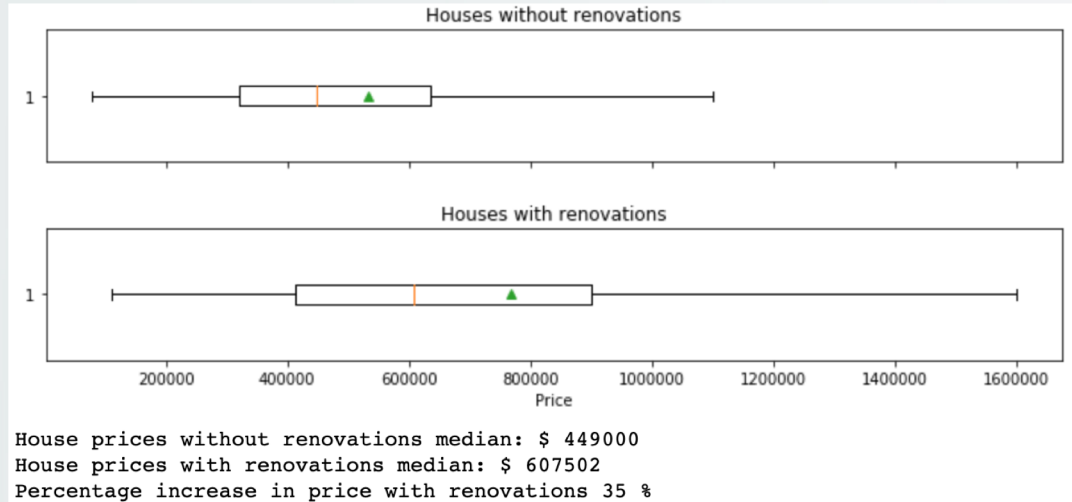 Houses without renovations
1
Houses with renovations
1
200000 400000 600000 800000 1000000 1200000 1400000 1600000
Price
House prices without renovations median: $ 449000
House prices with renovations median: $ 607502
Percentage increase in price with renovations 35 %